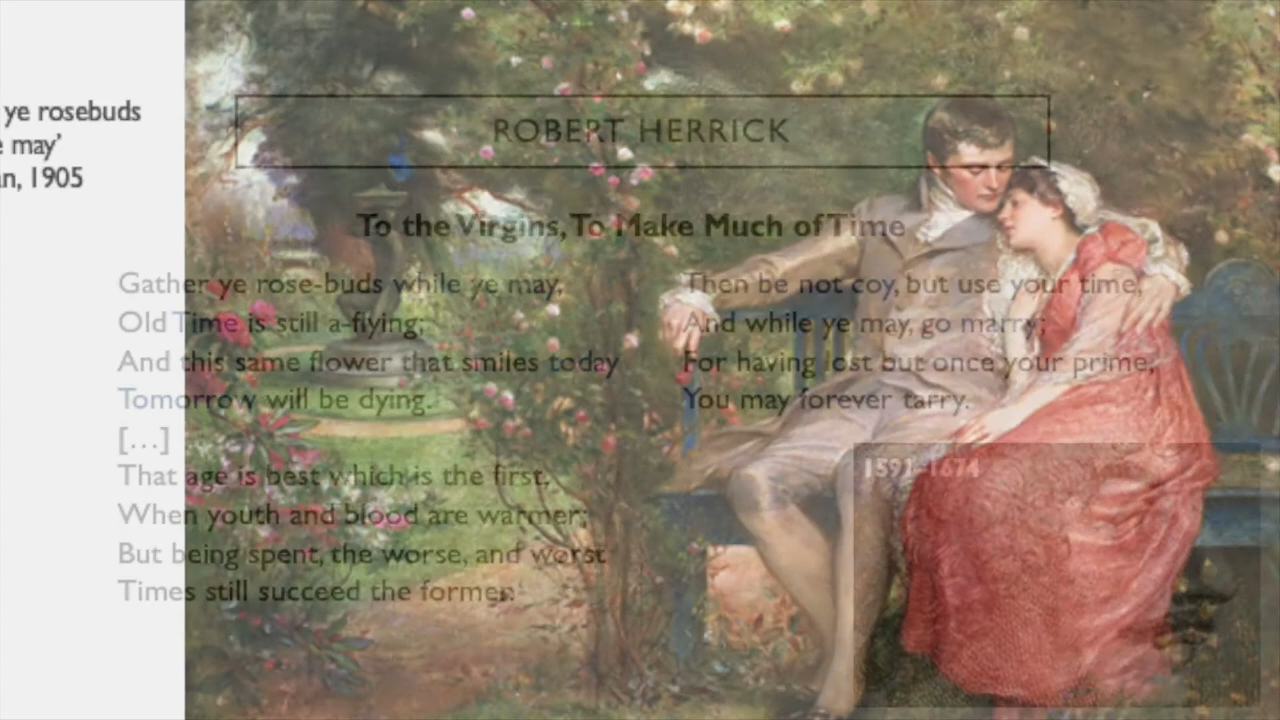 ye rosebuds
may’
1905
ROBERT HERRICK
To the Virgins, To Make Much of Time
Gather ye rose-buds while ye may,
Old Time is still a-flying;
And this same flower that smiles today
Tomorrow will be dying.
[…]
That age is best which is the first,
When youth and blood are warmer;
But being spent, the worse, and worst
Times still succeed the former.
Then be not coy, but use your time,
And while ye may, go marry;
For having lost but once your prime,
You may forever tarry.
1591-1674